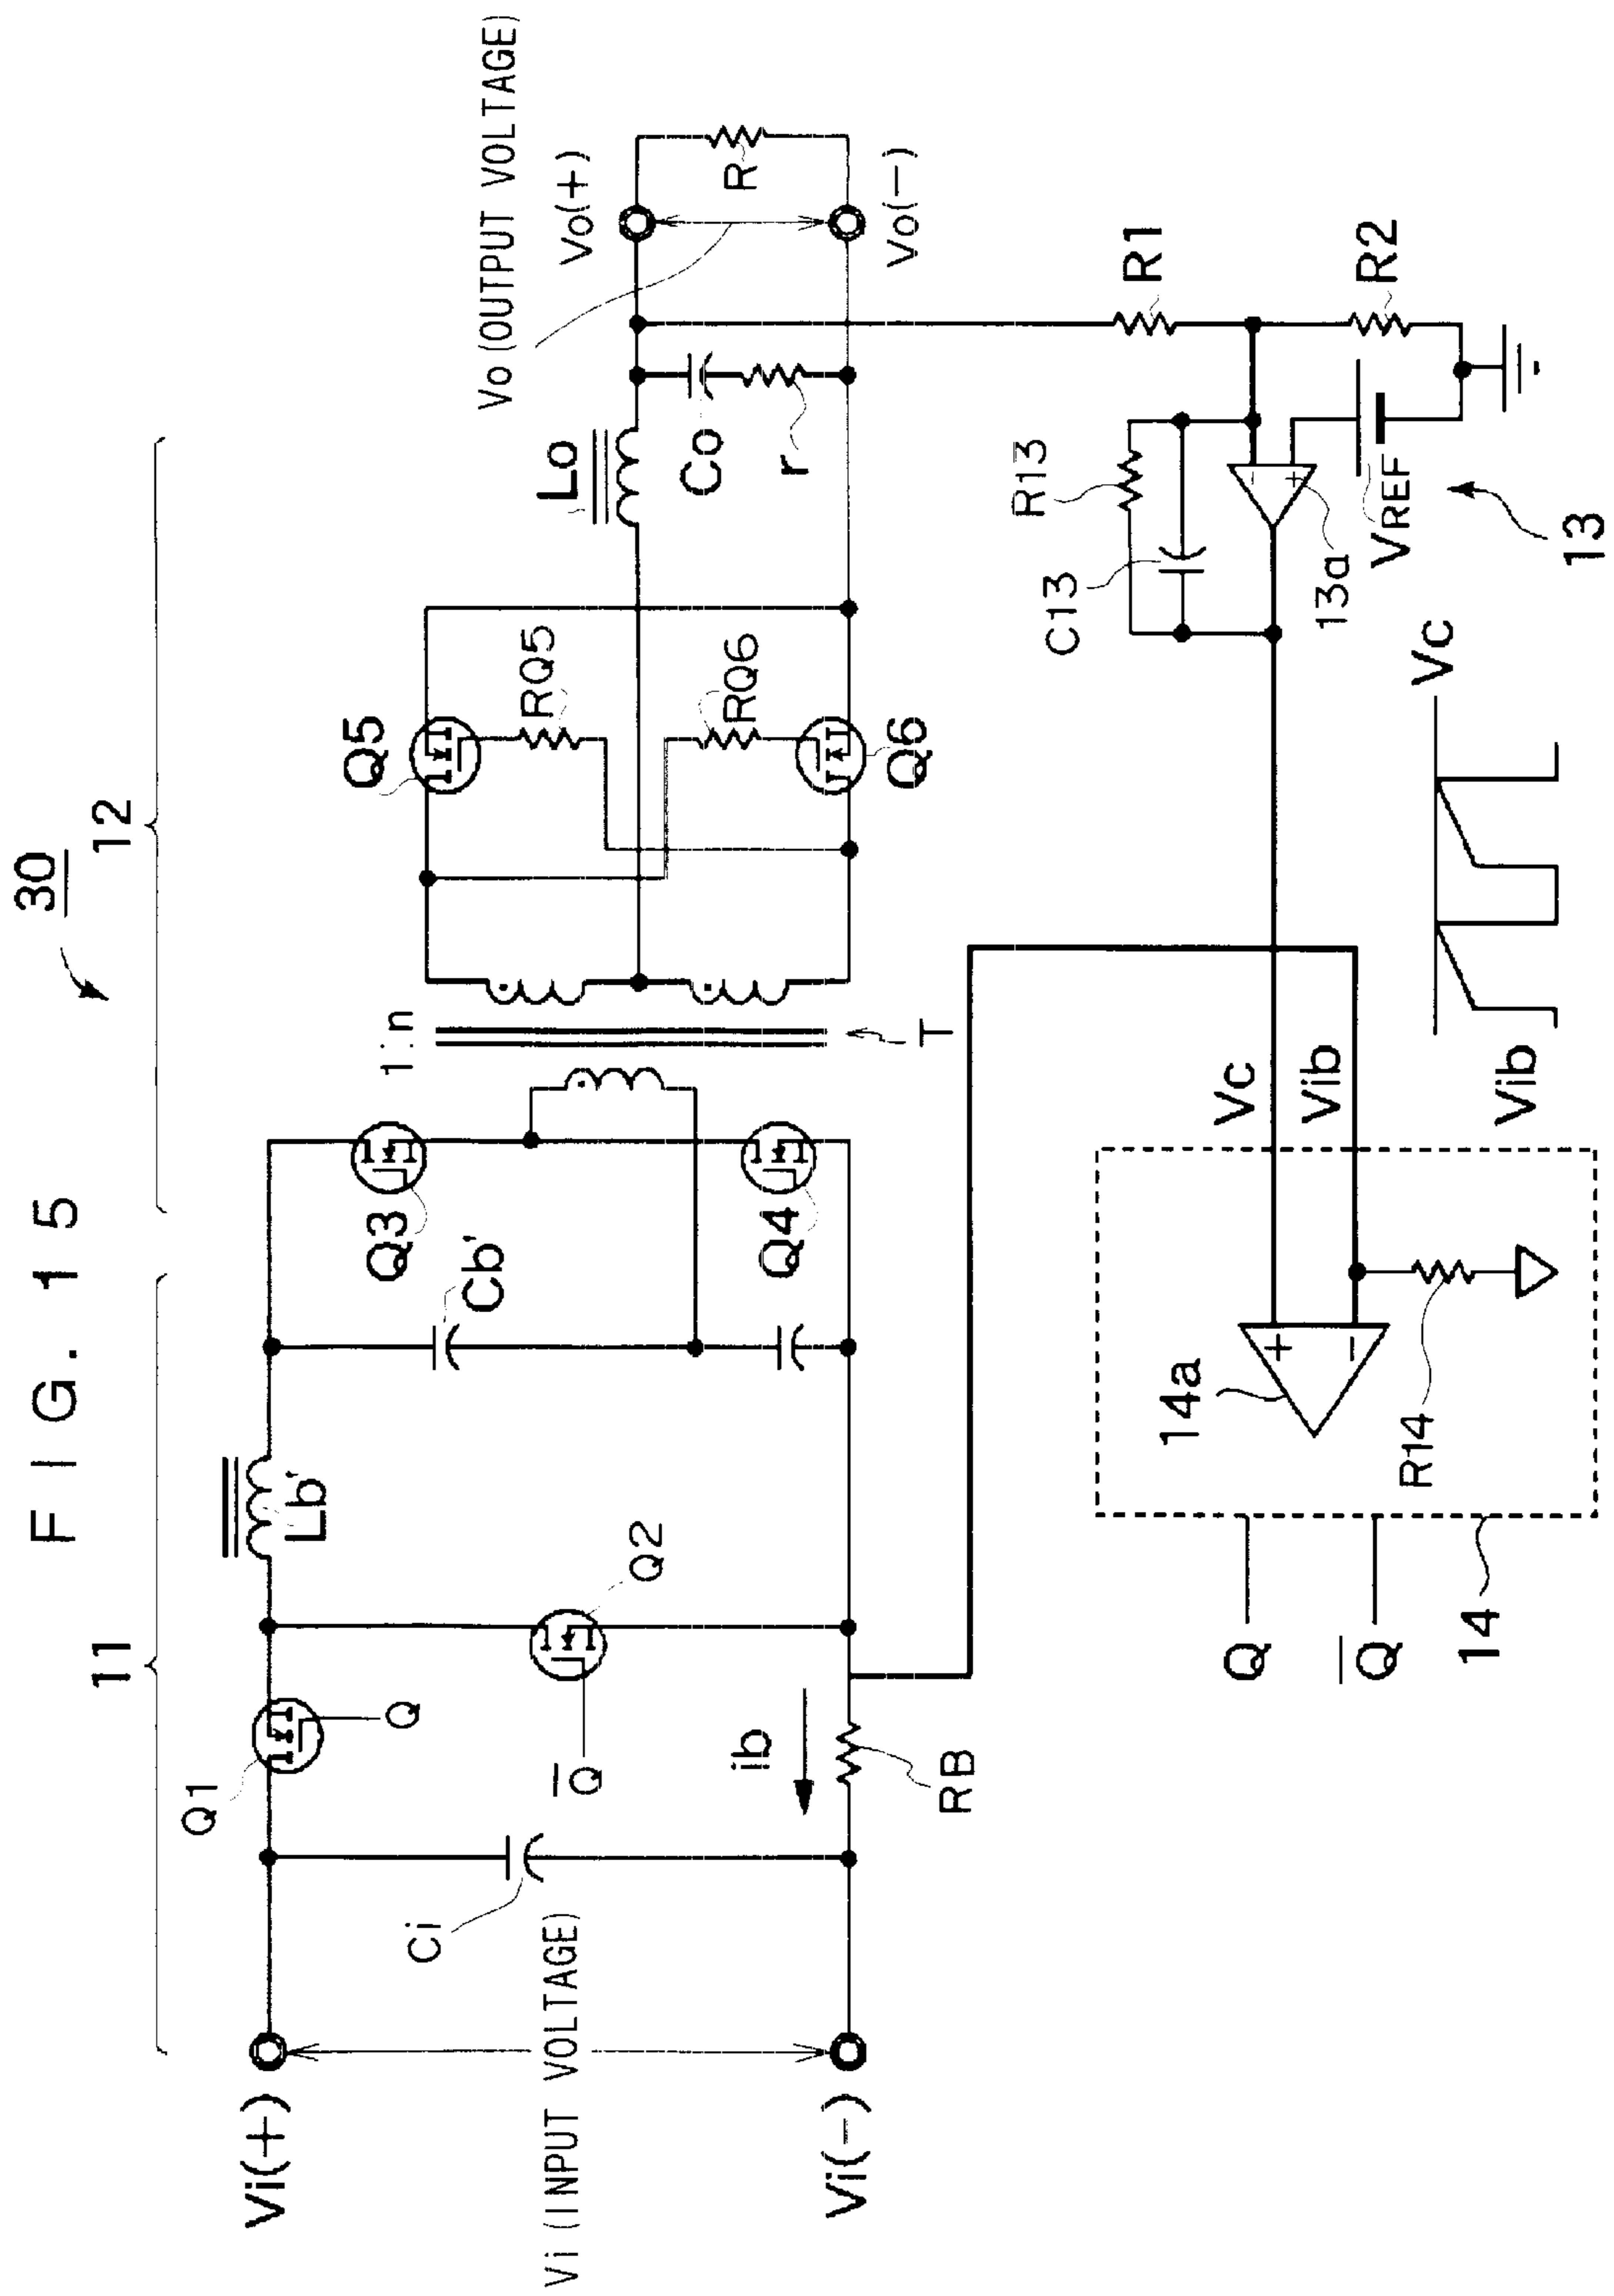 FIG. 15
30
11
12
Vi(+)
Vi (INPUT VOLTAGE)
Vi(-)
Ci
Q1
Q
Q̅
Q2
ib
RB
Lb'
Cb'
Q3
Q4
1:n
T
Q5
RQ5
RQ6
Q6
Lo
Co
r
Vo (OUTPUT VOLTAGE)
Vo(+)
R
Vo(-)
R1
R2
R13
C13
-
+
13a
VREF
13
Q
Q̅
14
14a
+
-
R14
Vc
Vib
Vib
Vc